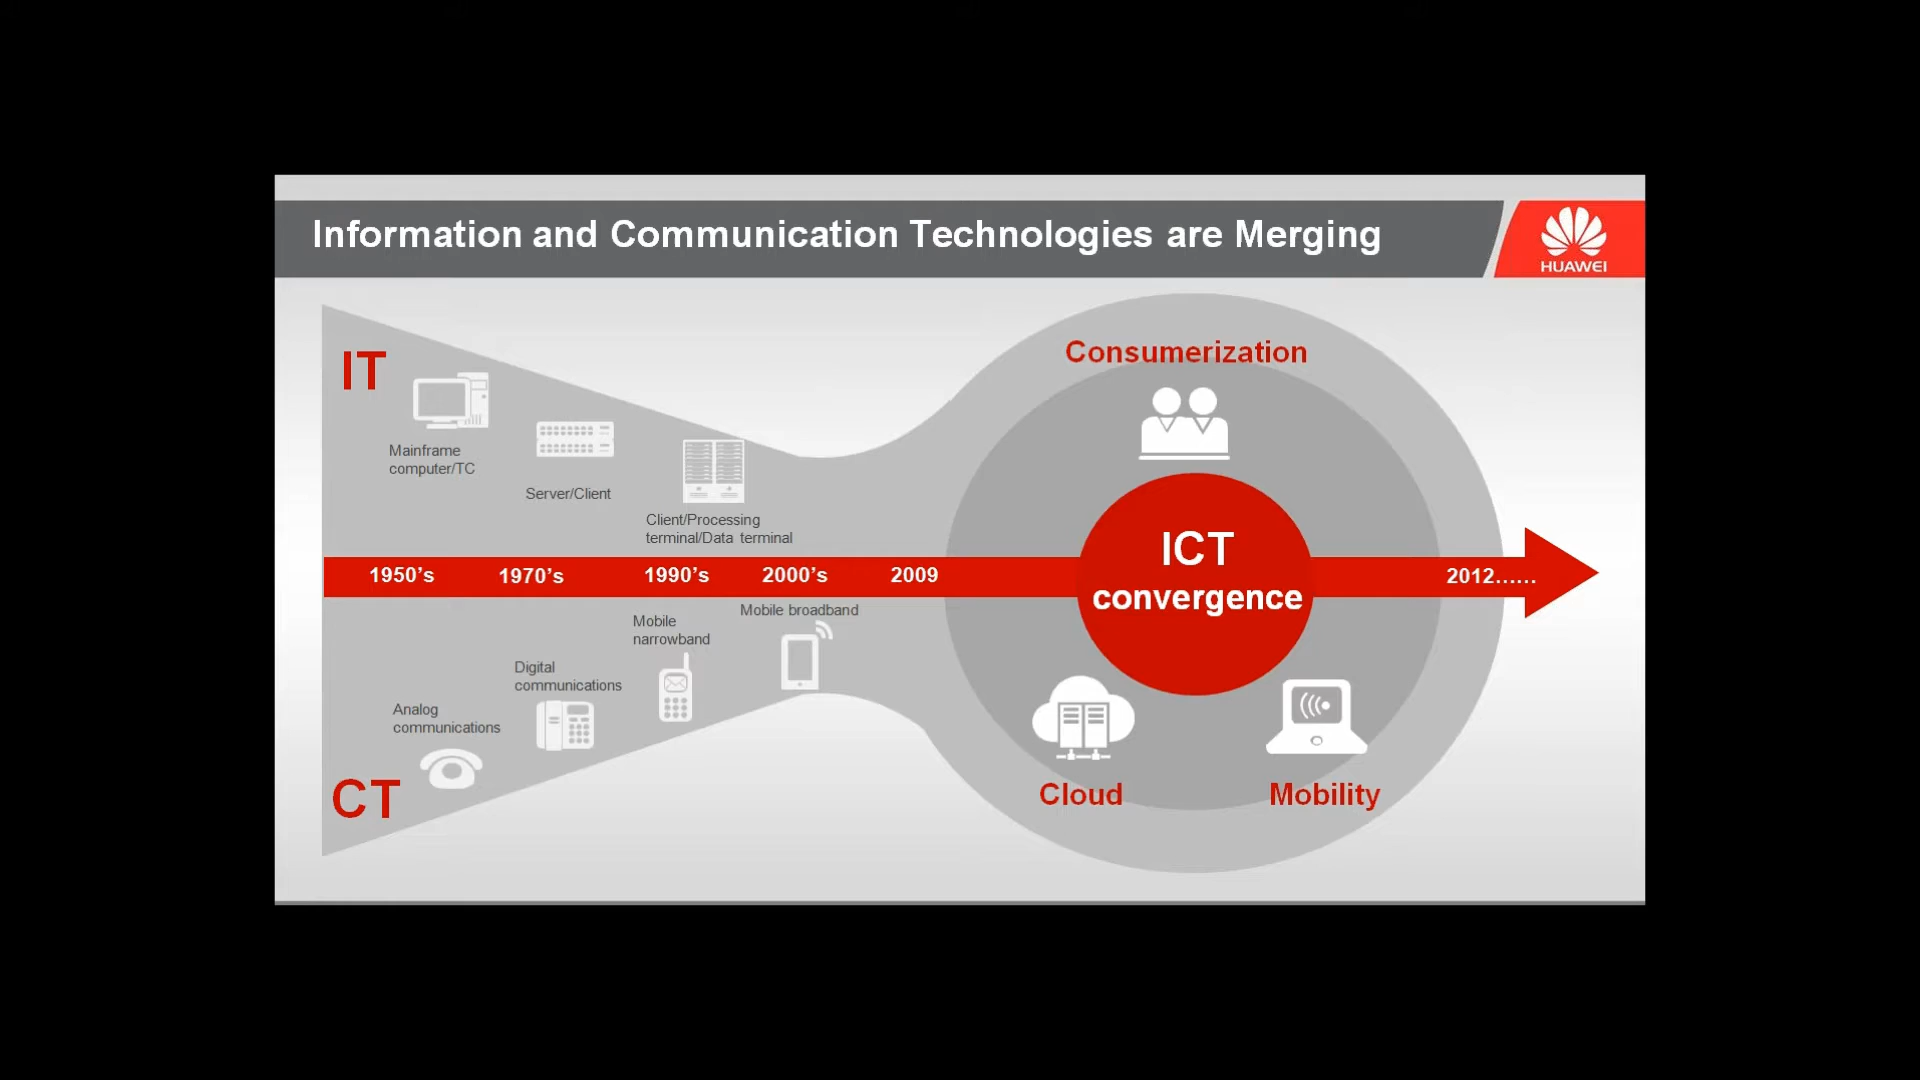 Information and Communication Technologies are Merging
HUAWEI
IT
Mainframe
computer/TC
Server/Client
Client/Processing
terminal/Data terminal
Consumerization
1950’s
1970’s
1990’s
2000’s
2009
ICT
convergence
2012......
Mobile broadband
Mobile
narrowband
Digital
communications
Analog
communications
CT
Cloud
Mobility